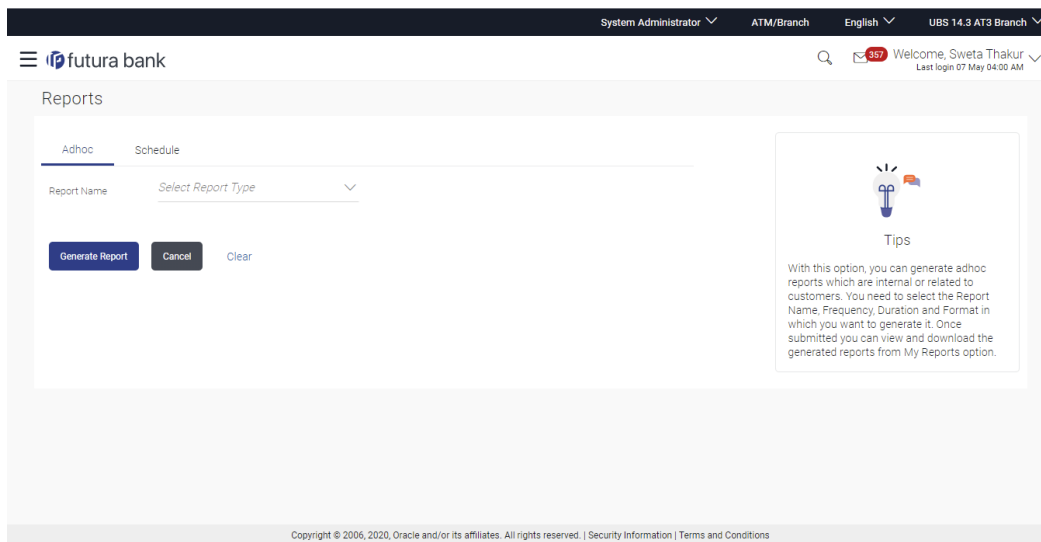 System Administrator ATM/Branch English UBS 14.3 AT3 Branch
futura bank
357 Welcome, Sweta Thakur
Last login 07 May 04:00 AM
Reports
Adhoc Schedule
Report Name Select Report Type
Generate Report Cancel Clear
Tips
With this option, you can generate adhoc
reports which are internal or related to
customers. You need to select the Report
Name, Frequency, Duration and Format in
which you want to generate it. Once
submitted you can view and download the
generated reports from My Reports option.
Copyright © 2006, 2020, Oracle and/or its affiliates. All rights reserved. | Security Information | Terms and Conditions